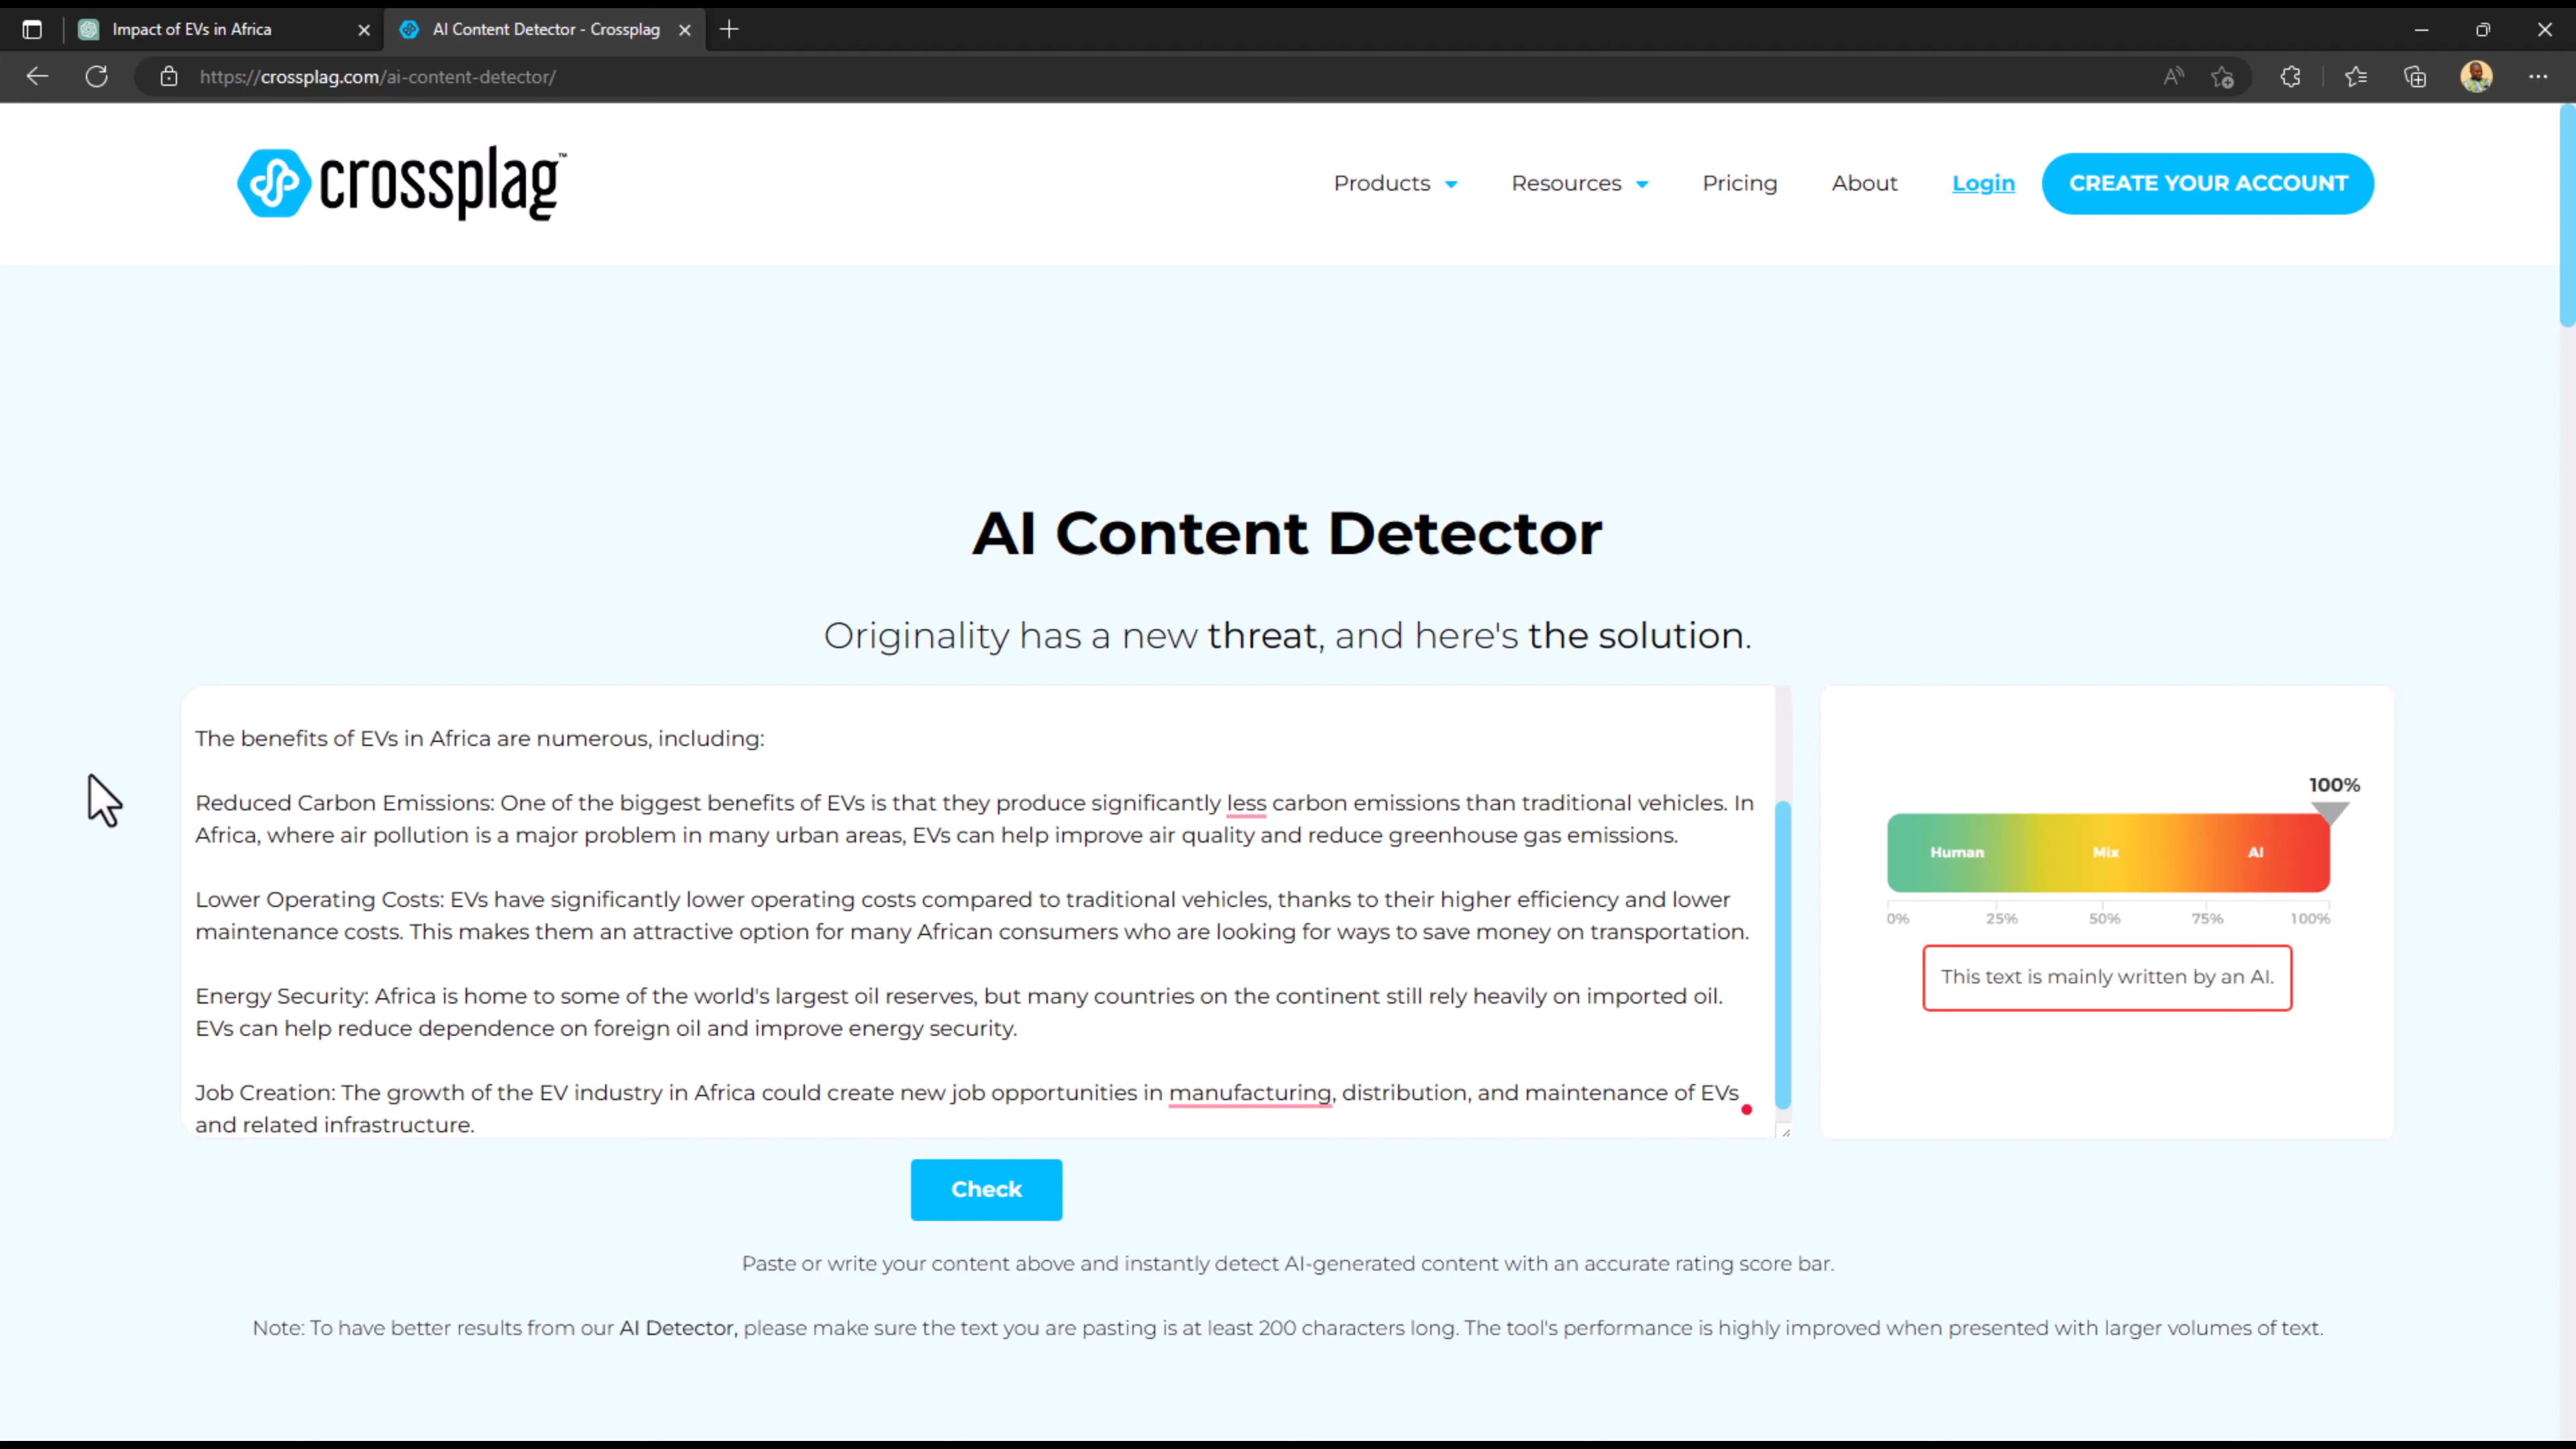 Impact of EVs in Africa
AI Content Detector - Crossplag
https://crossplag.com/ai-content-detector/
crossplag™
Products
Resources
Pricing
About
Login
CREATE YOUR ACCOUNT
AI Content Detector
Originality has a new threat, and here's the solution.
The benefits of EVs in Africa are numerous, including:
Reduced Carbon Emissions: One of the biggest benefits of EVs is that they produce significantly less carbon emissions than traditional vehicles. In
Africa, where air pollution is a major problem in many urban areas, EVs can help improve air quality and reduce greenhouse gas emissions.
Lower Operating Costs: EVs have significantly lower operating costs compared to traditional vehicles, thanks to their higher efficiency and lower
maintenance costs. This makes them an attractive option for many African consumers who are looking for ways to save money on transportation.
Energy Security: Africa is home to some of the world's largest oil reserves, but many countries on the continent still rely heavily on imported oil.
EVs can help reduce dependence on foreign oil and improve energy security.
Job Creation: The growth of the EV industry in Africa could create new job opportunities in manufacturing, distribution, and maintenance of EVs
and related infrastructure.
100%
Human Mix AI
0% 25% 50% 75% 100%
This text is mainly written by an AI.
Check
Paste or write your content above and instantly detect AI-generated content with an accurate rating score bar.
Note: To have better results from our AI Detector, please make sure the text you are pasting is at least 200 characters long. The tool's performance is highly improved when presented with larger volumes of text.